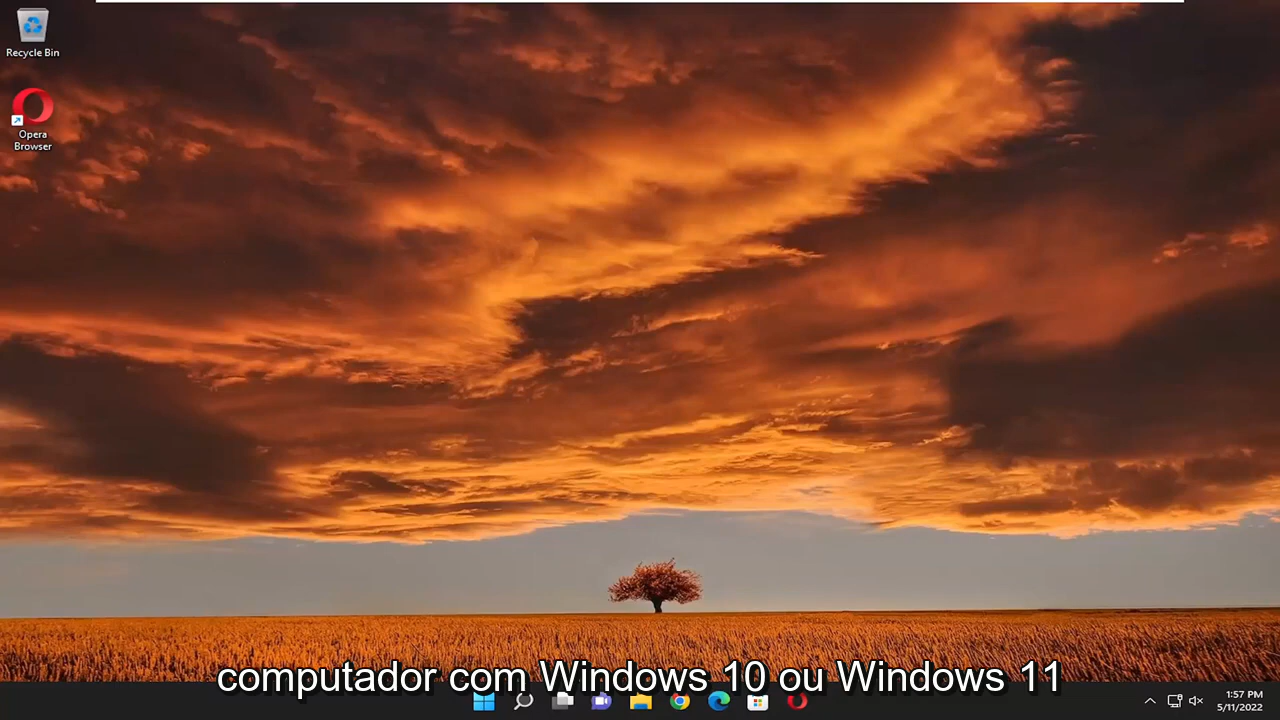 Recycle Bin
Opera
Browser
computador com Windows 10 ou Windows 11
1:57 PM
5/11/2022